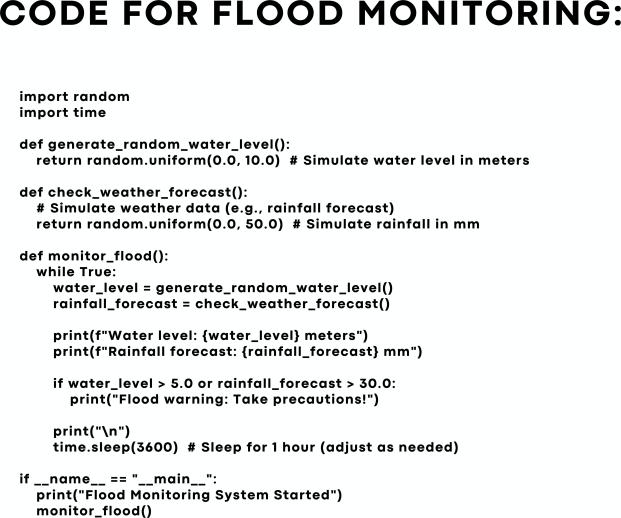 CODE FOR FLOOD MONITORING:
import random
import time
def generate_random_water_level():
    return random.uniform(0.0, 10.0)  # Simulate water level in meters
def check_weather_forecast():
    # Simulate weather data (e.g., rainfall forecast)
    return random.uniform(0.0, 50.0)  # Simulate rainfall in mm
def monitor_flood():
    while True:
        water_level = generate_random_water_level()
        rainfall_forecast = check_weather_forecast()
        print(f"Water level: {water_level} meters")
        print(f"Rainfall forecast: {rainfall_forecast} mm")
        if water_level > 5.0 or rainfall_forecast > 30.0:
            print("Flood warning: Take precautions!")
        print("\n")
        time.sleep(3600)  # Sleep for 1 hour (adjust as needed)
if __name__ == "__main__":
    print("Flood Monitoring System Started")
    monitor_flood()